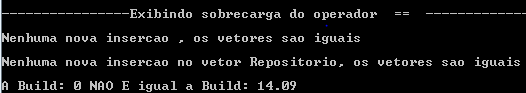 ----------------Exibindo sobrecarga do operador  ==  -------------
Nenhuma nova insercao , os vetores sao iguais
Nenhuma nova insercao no vetor Repositorio, os vetores sao iguais
A Build: 0 NAO E igual a Build: 14.09